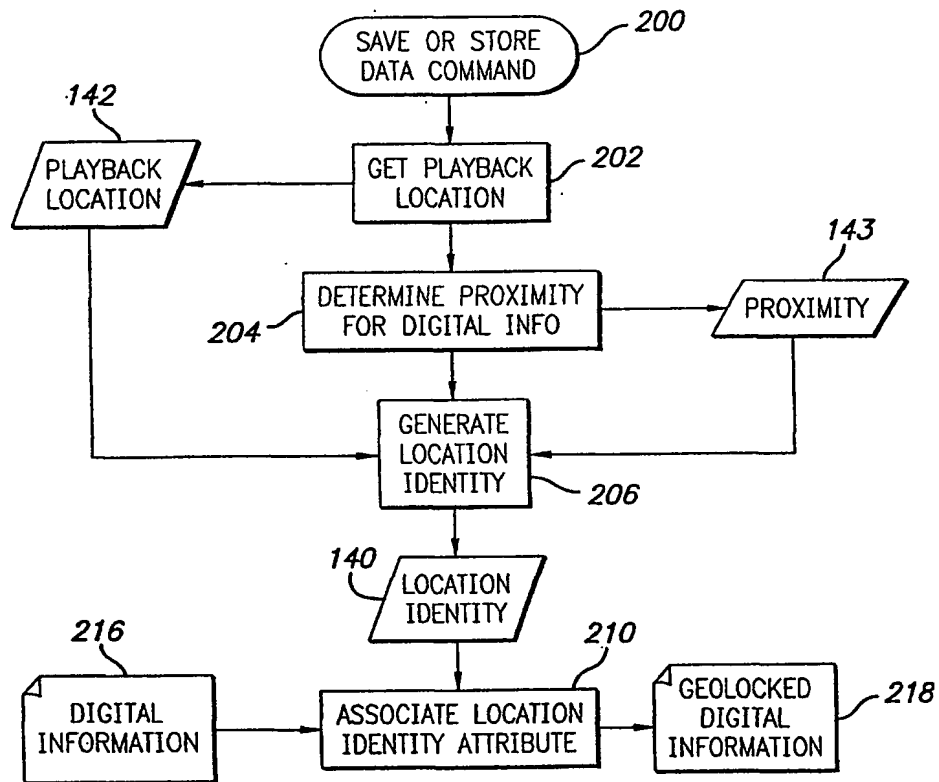 SAVE OR STORE
DATA COMMAND
200
142
PLAYBACK
LOCATION
GET PLAYBACK
LOCATION
202
143
DETERMINE PROXIMITY
FOR DIGITAL INFO
204
PROXIMITY
GENERATE
LOCATION
IDENTITY
206
140
LOCATION
IDENTITY
216
DIGITAL
INFORMATION
210
ASSOCIATE LOCATION
IDENTITY ATTRIBUTE
GEOLOCKED
DIGITAL
INFORMATION
218